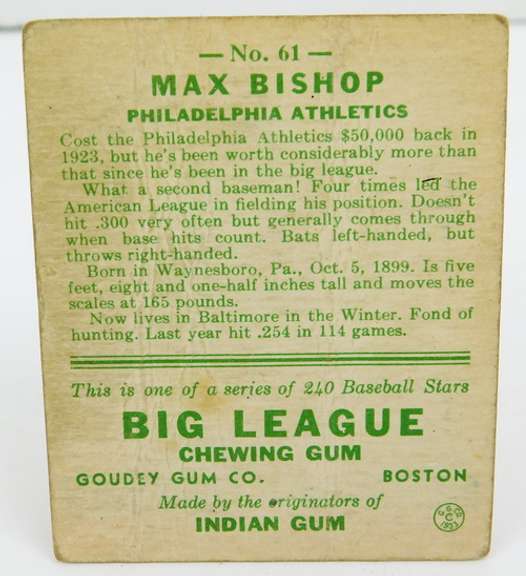 — No. 61 —
MAX BISHOP
PHILADELPHIA ATHLETICS
Cost the Philadelphia Athletics $50,000 back in
1923, but he's been worth considerably more than
that since he's been in the big league.
What a second baseman! Four times led the
American League in fielding his position. Doesn't
hit .300 very often but generally comes through
when base hits count. Bats left-handed, but
throws right-handed.
Born in Waynesboro, Pa., Oct. 5, 1899. Is five
feet, eight and one-half inches tall and moves the
scales at 165 pounds.
Now lives in Baltimore in the Winter. Fond of
hunting. Last year hit .254 in 114 games.
This is one of a series of 240 Baseball Stars
BIG LEAGUE
CHEWING GUM
GOUDEY GUM CO. BOSTON
Made by the originators of
INDIAN GUM
G. G. Co.
C
1933